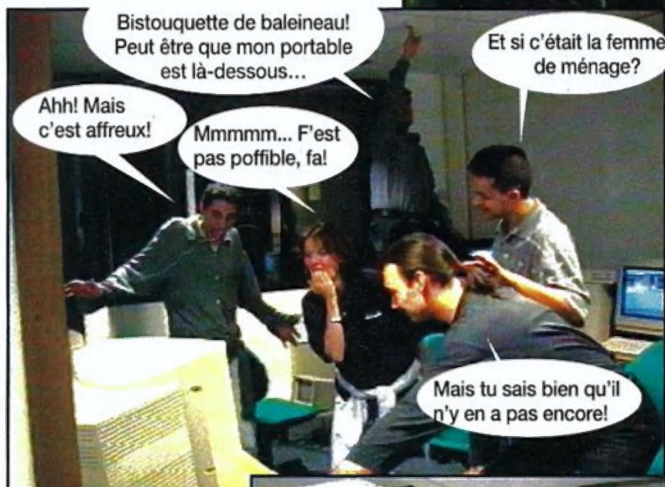 Bistouquette de baleineau!
Peut être que mon portable
est là-dessous...
Et si c'était la femme
de ménage?
Ahh! Mais
c'est affreux!
Mmmmm... F'est
pas poffible, fa!
Mais tu sais bien qu'il
n'y en a pas encore!